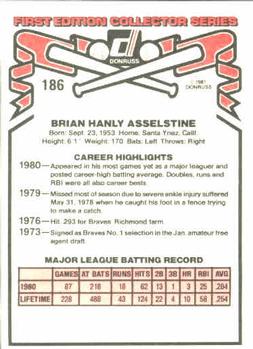 FIRST EDITION COLLECTOR SERIES
DONRUSS
186
© 1981
DONRUSS
BRIAN HANLY ASSELSTINE
Born: Sept. 23, 1953 Home, Santa Ynez, Calif.
Height: 6'1" Weight: 170 Bats: Left Throws: Right
CAREER HIGHLIGHTS
1980— Appeared in his most games yet as a major leaguer and
posted career-high batting average. Doubles, runs and
RBI were all also career bests.
1979— Missed most of season due to severe ankle injury suffered
May 31, 1978 when he caught his foot in a fence trying
to make a catch.
1976— Hit .293 for Braves' Richmond farm.
1973— Signed as Braves No. 1 selection in the Jan. amateur free
agent draft.
MAJOR LEAGUE BATTING RECORD
GAMES AT BATS RUNS HITS 2B 3B HR RBI AVG
1980 87 218 18 62 13 1 3 25 .284
LIFETIME 228 488 43 124 22 4 10 58 .254